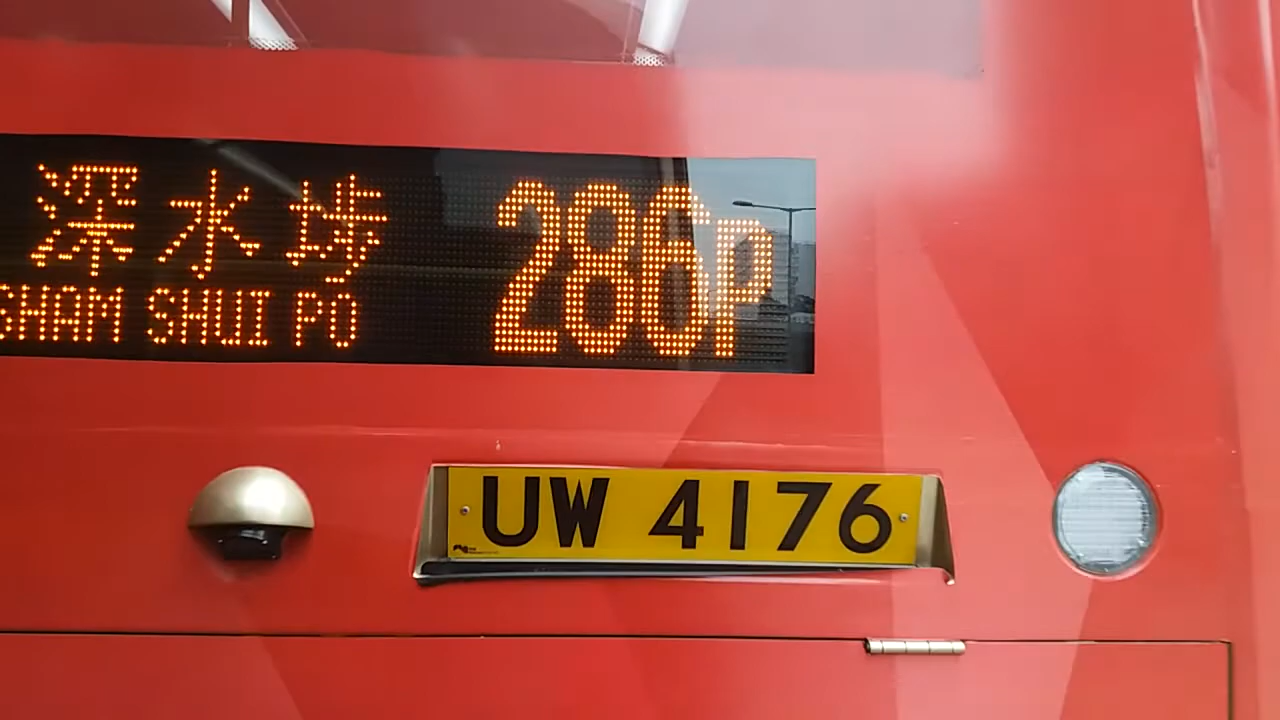 深水埗 286P
SHAM SHUI PO
UW 4176